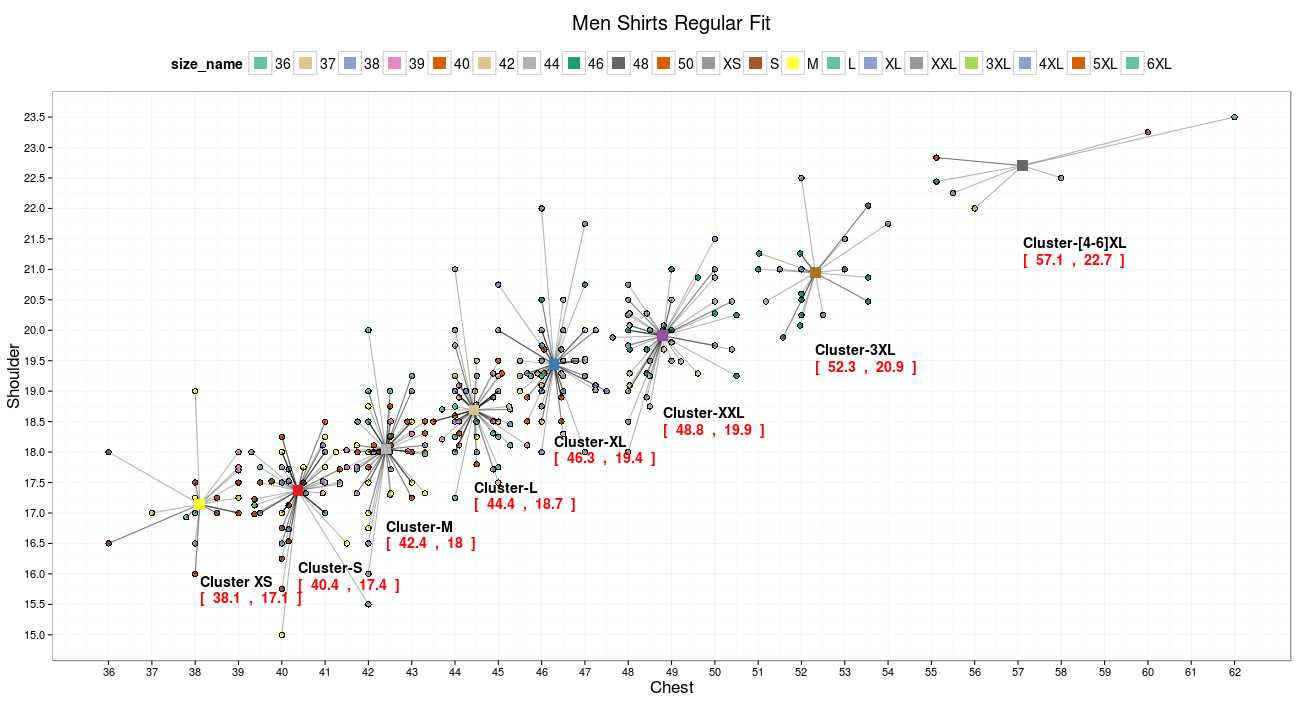 Men Shirts Regular Fit
size_name 36 37 38 39 40 42 44 46 48 50 XS S M L XL XXL 3XL 4XL 5XL 6XL
Shoulder
23.5
23.0
22.5
22.0
21.5
21.0
20.5
20.0
19.5
19.0
18.5
18.0
17.5
17.0
16.5
16.0
15.5
15.0
Cluster-[4-6]XL
[ 57.1 , 22.7 ]
Cluster-3XL
[ 52.3 , 20.9 ]
Cluster-XXL
[ 48.8 , 19.9 ]
Cluster-XL
[ 46.3 , 19.4 ]
Cluster-L
[ 44.4 , 18.7 ]
Cluster-M
[ 42.4 , 18 ]
Cluster-S
[ 40.4 , 17.4 ]
Cluster XS
[ 38.1 , 17.1 ]
36 37 38 39 40 41 42 43 44 45 46 47 48 49 50 51 52 53 54 55 56 57 58 59 60 61 62
Chest